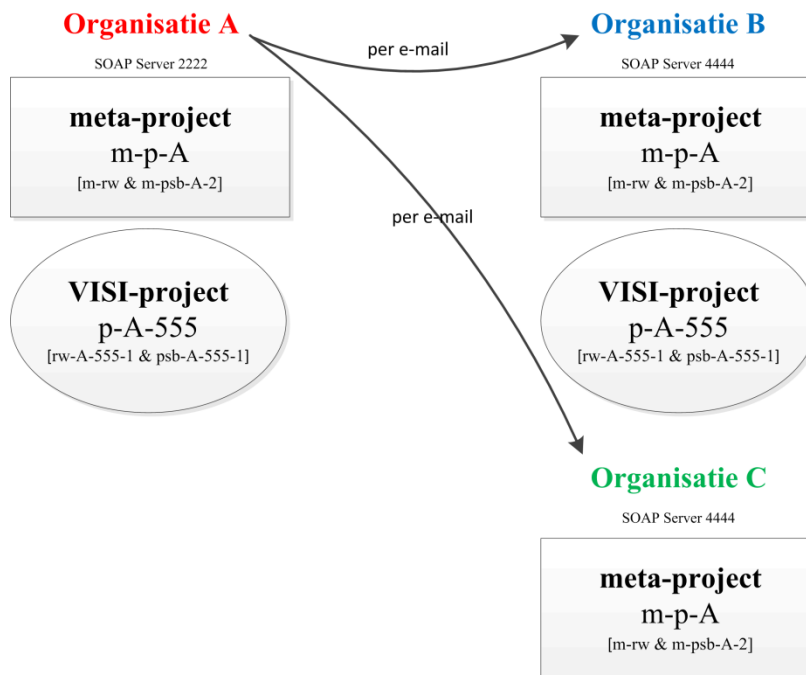 Organisatie A
SOAP Server 2222
meta-project
m-p-A
[m-rw & m-psb-A-2]
VISI-project
p-A-555
[rw-A-555-1 & psb-A-555-1]
per e-mail
per e-mail
Organisatie B
SOAP Server 4444
meta-project
m-p-A
[m-rw & m-psb-A-2]
VISI-project
p-A-555
[rw-A-555-1 & psb-A-555-1]
Organisatie C
SOAP Server 4444
meta-project
m-p-A
[m-rw & m-psb-A-2]